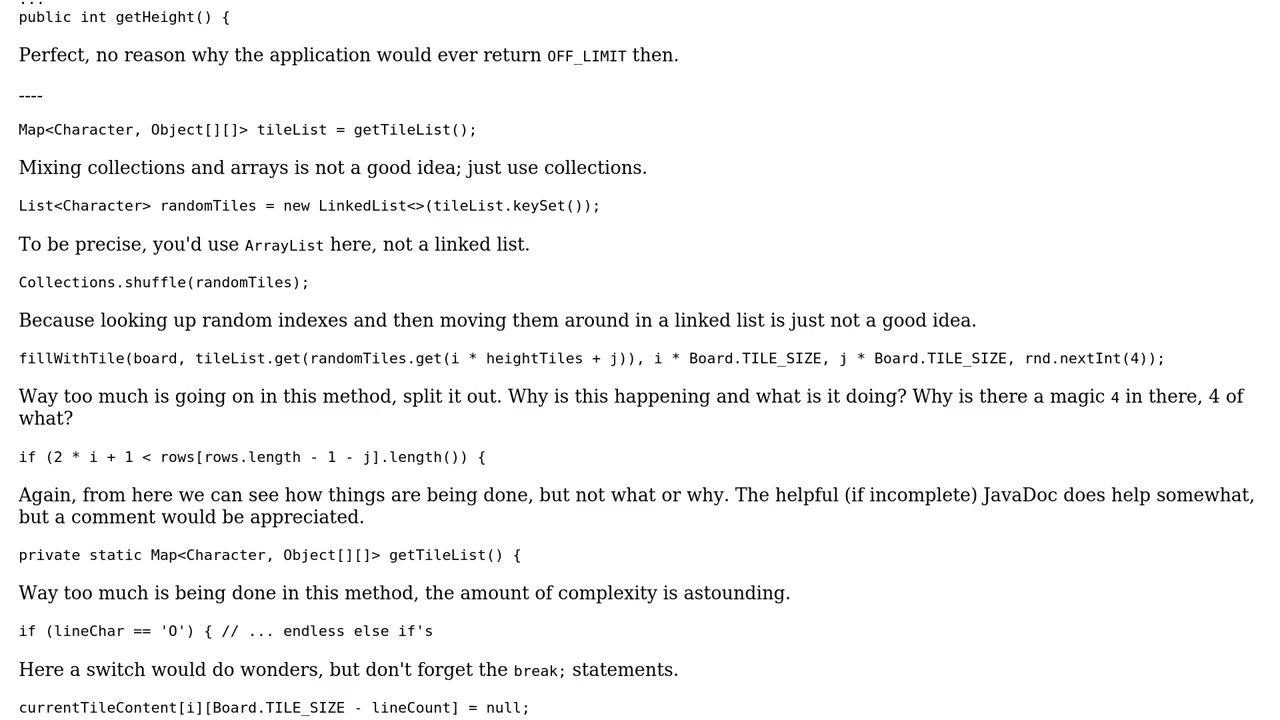 ...
public int getHeight() {
Perfect, no reason why the application would ever return OFF_LIMIT then.
----
Map<Character, Object[][]> tileList = getTileList();
Mixing collections and arrays is not a good idea; just use collections.
List<Character> randomTiles = new LinkedList<>(tileList.keySet());
To be precise, you'd use ArrayList here, not a linked list.
Collections.shuffle(randomTiles);
Because looking up random indexes and then moving them around in a linked list is just not a good idea.
fillWithTile(board, tileList.get(randomTiles.get(i * heightTiles + j)), i * Board.TILE_SIZE, j * Board.TILE_SIZE, rnd.nextInt(4));
Way too much is going on in this method, split it out. Why is this happening and what is it doing? Why is there a magic 4 in there, 4 of
what?
if (2 * i + 1 < rows[rows.length - 1 - j].length()) {
Again, from here we can see how things are being done, but not what or why. The helpful (if incomplete) JavaDoc does help somewhat,
but a comment would be appreciated.
private static Map<Character, Object[][]> getTileList() {
Way too much is being done in this method, the amount of complexity is astounding.
if (lineChar == 'O') { // ... endless else if's
Here a switch would do wonders, but don't forget the break; statements.
currentTileContent[i][Board.TILE_SIZE - lineCount] = null;